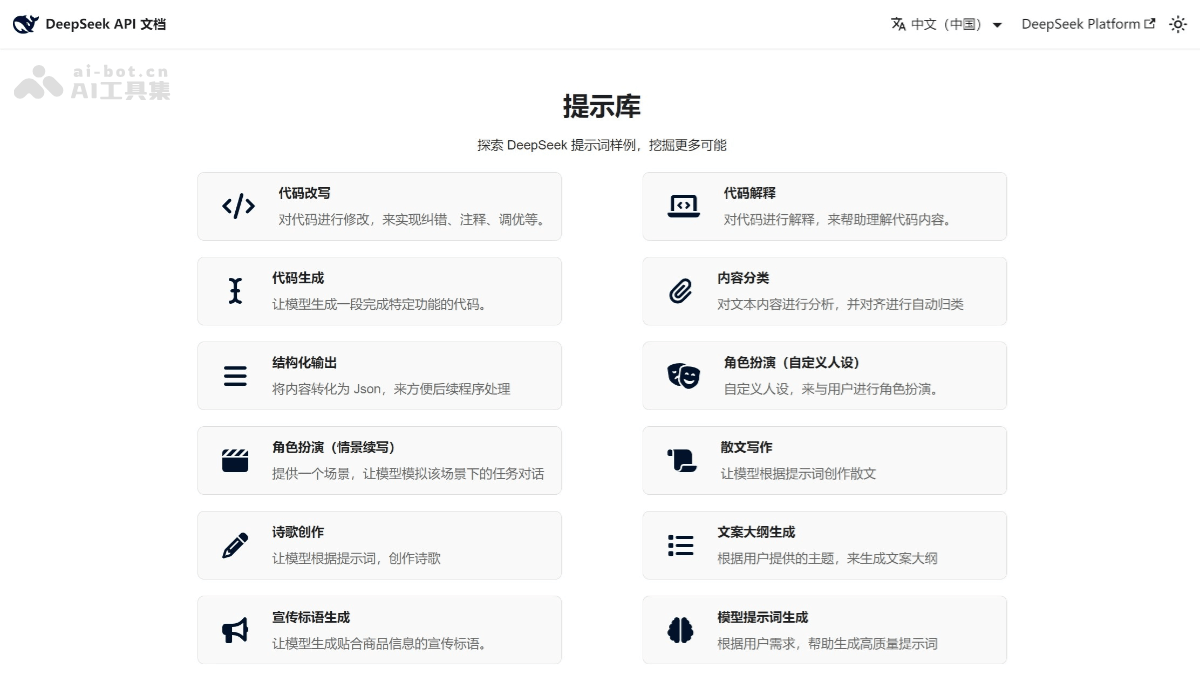 DeepSeek API 文档
中文（中国）
DeepSeek Platform
ai-bot.cn
AI工具集
提示库
探索 DeepSeek 提示词样例，挖掘更多可能
代码改写
对代码进行修改，来实现纠错、注释、调优等。
代码解释
对代码进行解释，来帮助理解代码内容。
代码生成
让模型生成一段完成特定功能的代码。
内容分类
对文本内容进行分析，并对齐进行自动归类
结构化输出
将内容转化为 Json，来方便后续程序处理
角色扮演（自定义人设）
自定义人设，来与用户进行角色扮演。
角色扮演（情景续写）
提供一个场景，让模型模拟该场景下的任务对话
散文写作
让模型根据提示词创作散文
诗歌创作
让模型根据提示词，创作诗歌
文案大纲生成
根据用户提供的主题，来生成文案大纲
宣传标语生成
让模型生成贴合商品信息的宣传标语。
模型提示词生成
根据用户需求，帮助生成高质量提示词